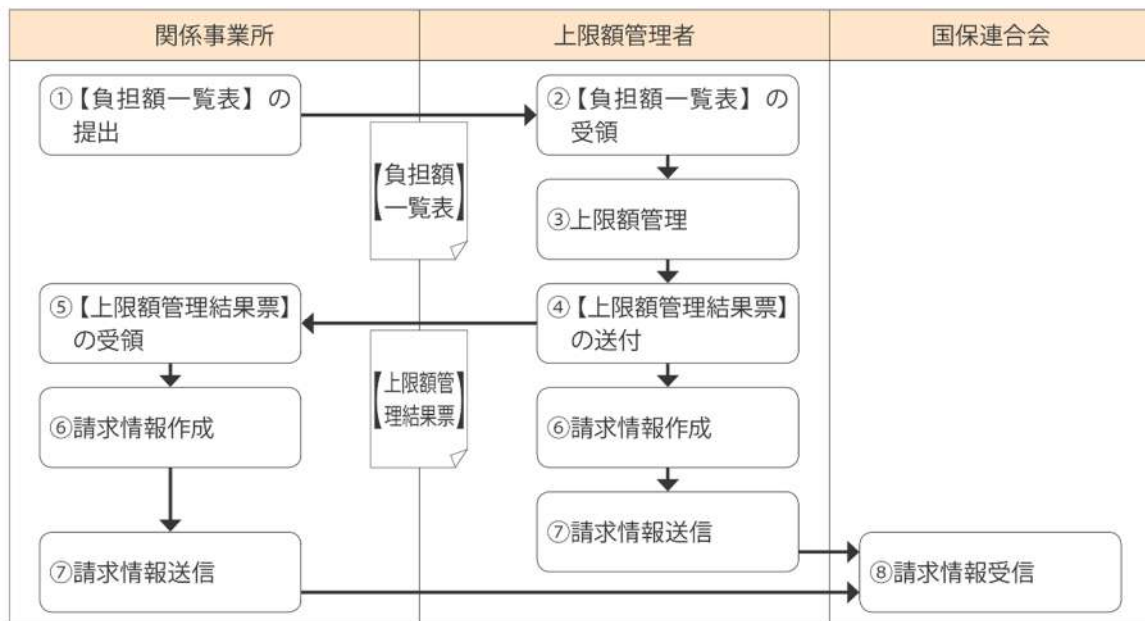 関係事業所
上限額管理者
国保連合会
①【負担額一覧表】の
提出
②【負担額一覧表】の
受領
【負担額
一覧表】
③上限額管理
⑤【上限額管理結果票】
の受領
④【上限額管理結果票】
の送付
【上限額管
理結果票】
⑥請求情報作成
⑥請求情報作成
⑦請求情報送信
⑦請求情報送信
⑧請求情報受信